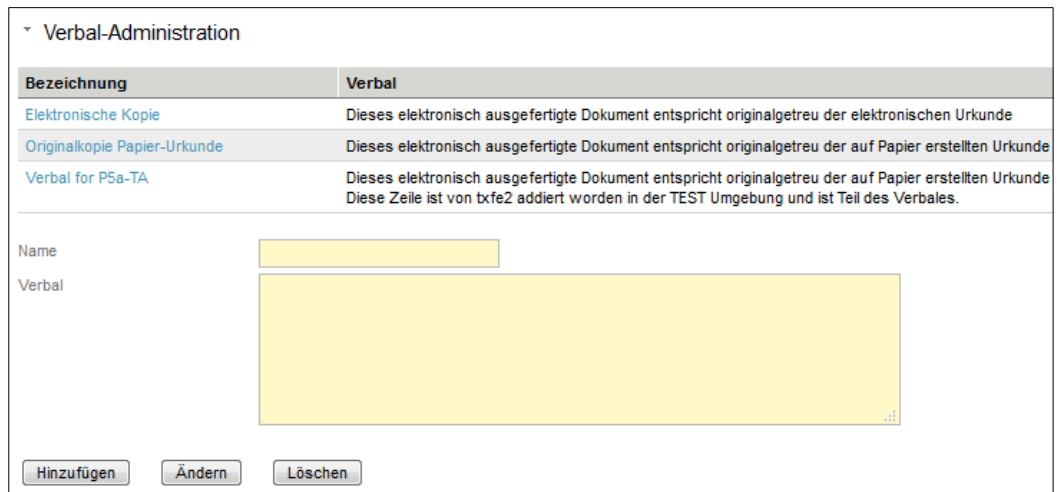 Verbal-Administration
Bezeichnung Verbal
Elektronische Kopie Dieses elektronisch ausgefertigte Dokument entspricht originalgetreu der elektronischen Urkunde
Originalkopie Papier-Urkunde Dieses elektronisch ausgefertigte Dokument entspricht originalgetreu der auf Papier erstellten Urkunde
Verbal for P5a-TA Dieses elektronisch ausgefertigte Dokument entspricht originalgetreu der auf Papier erstellten Urkunde
Diese Zeile ist von txfe2 addiert worden in der TEST Umgebung und ist Teil des Verbales.
Name
Verbal
Hinzufügen Ändern Löschen